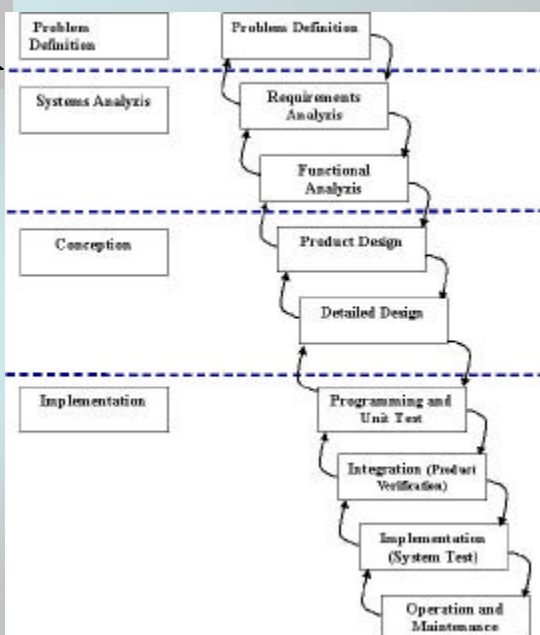 Problem
Definition
Problem Definition
Systems Analyzis
Requirements
Analyzis
Functional
Analyzis
Conception
Product Design
Detailed Design
Implementation
Programming and
Unit Test
Integration (Product
Verification)
Implementation
(System Test)
Operation and
Maintenance